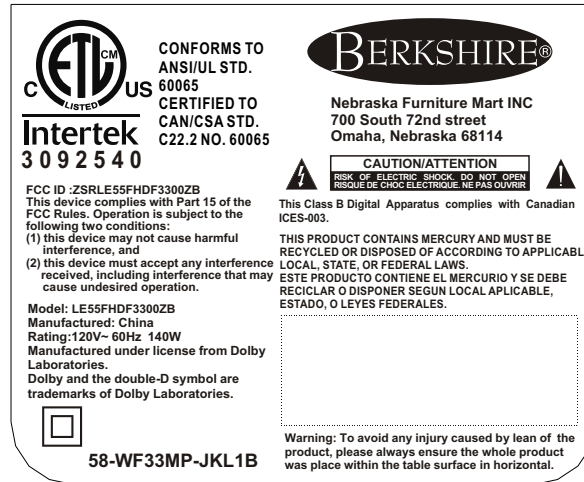 C ETL CM US
LISTED
Intertek
3092540
CONFORMS TO
ANSI/UL STD.
60065
CERTIFIED TO
CAN/CSA STD.
C22.2 NO. 60065
FCC ID :ZSRLE55FHDF3300ZB
This device complies with Part 15 of the
FCC Rules. Operation is subject to the
following two conditions:
(1) this device may not cause harmful
interference, and
(2) this device must accept any interference
received, including interference that may
cause undesired operation.
Model: LE55FHDF3300ZB
Manufactured: China
Rating:120V~ 60Hz 140W
Manufactured under license from Dolby
Laboratories.
Dolby and the double-D symbol are
trademarks of Dolby Laboratories.
58-WF33MP-JKL1B
BERKSHIRE®
Nebraska Furniture Mart INC
700 South 72nd street
Omaha, Nebraska 68114
CAUTION/ATTENTION
RISK OF ELECTRIC SHOCK. DO NOT OPEN
RISQUE DE CHOC ELECTRIQUE. NE PAS OUVRIR
This Class B Digital Apparatus complies with Canadian
ICES-003.
THIS PRODUCT CONTAINS MERCURY AND MUST BE
RECYCLED OR DISPOSED OF ACCORDING TO APPLICABL
LOCAL, STATE, OR FEDERAL LAWS.
ESTE PRODUCTO CONTIENE EL MERCURIO Y SE DEBE
RECICLAR O DISPONER SEGUN LOCAL APLICABLE,
ESTADO, O LEYES FEDERALES.
Warning: To avoid any injury caused by lean of the
product, please always ensure the whole product
was place within the table surface in horizontal.